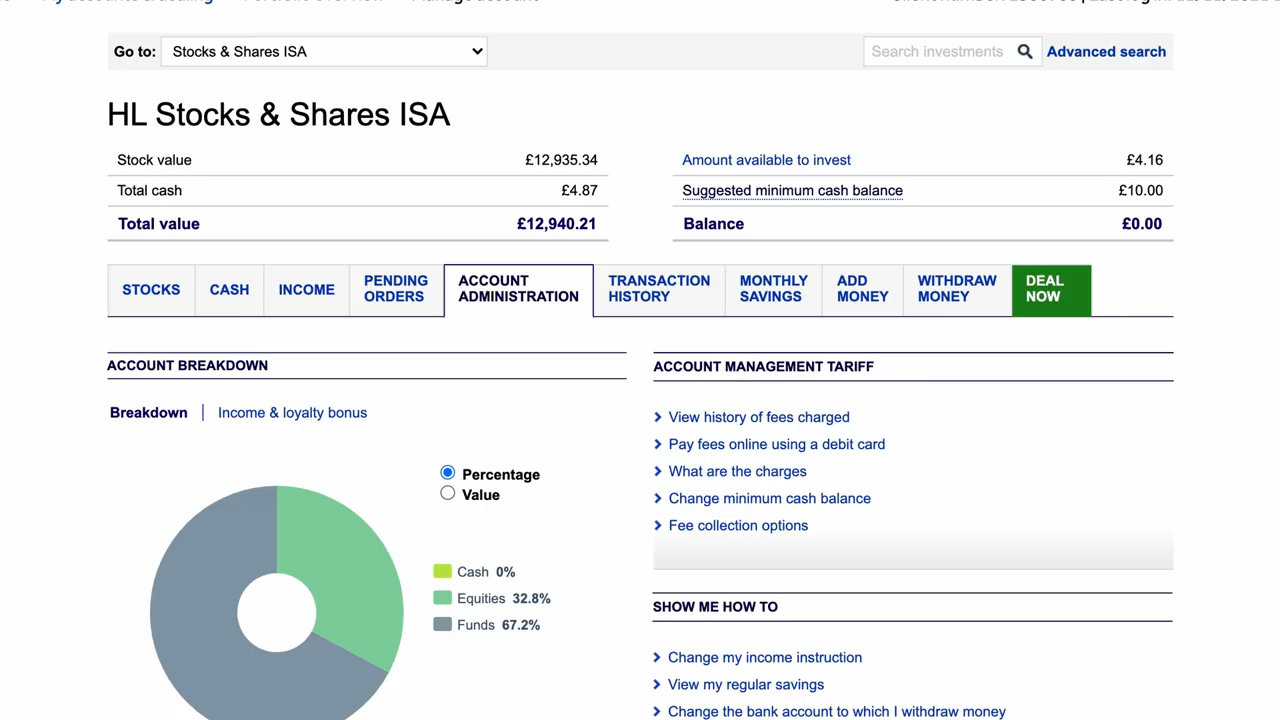 Go to: Stocks & Shares ISA
Search investments Advanced search
HL Stocks & Shares ISA
Stock value £12,935.34
Total cash £4.87
Total value £12,940.21
Amount available to invest £4.16
Suggested minimum cash balance £10.00
Balance £0.00
STOCKS
CASH
INCOME
PENDING
ORDERS
ACCOUNT
ADMINISTRATION
TRANSACTION
HISTORY
MONTHLY
SAVINGS
ADD
MONEY
WITHDRAW
MONEY
DEAL
NOW
ACCOUNT BREAKDOWN
Breakdown | Income & loyalty bonus
Percentage
Value
Cash 0%
Equities 32.8%
Funds 67.2%
ACCOUNT MANAGEMENT TARIFF
View history of fees charged
Pay fees online using a debit card
What are the charges
Change minimum cash balance
Fee collection options
SHOW ME HOW TO
Change my income instruction
View my regular savings
Change the bank account to which I withdraw money